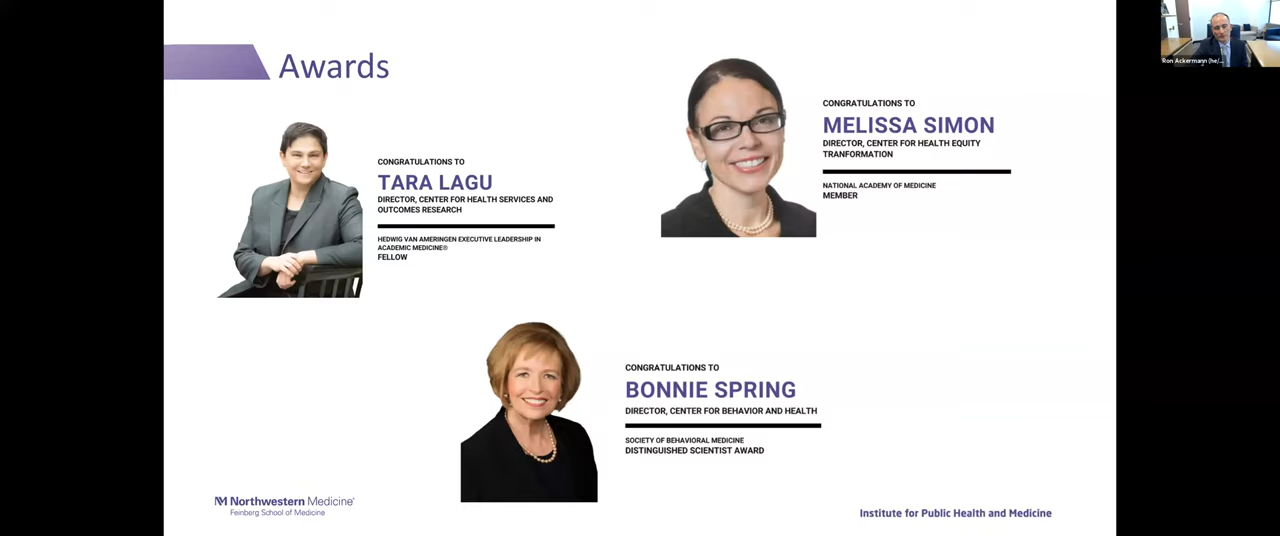 Awards
CONGRATULATIONS TO
TARA LAGU
DIRECTOR, CENTER FOR HEALTH SERVICES AND
OUTCOMES RESEARCH
HEDWIG VAN AMERINGEN EXECUTIVE LEADERSHIP IN
ACADEMIC MEDICINE®
FELLOW
CONGRATULATIONS TO
MELISSA SIMON
DIRECTOR, CENTER FOR HEALTH EQUITY
TRANFORMATION
NATIONAL ACADEMY OF MEDICINE
MEMBER
CONGRATULATIONS TO
BONNIE SPRING
DIRECTOR, CENTER FOR BEHAVIOR AND HEALTH
SOCIETY OF BEHAVIORAL MEDICINE
DISTINGUISHED SCIENTIST AWARD
Northwestern Medicine®
Feinberg School of Medicine
Institute for Public Health and Medicine
Ron Ackermann (he/...